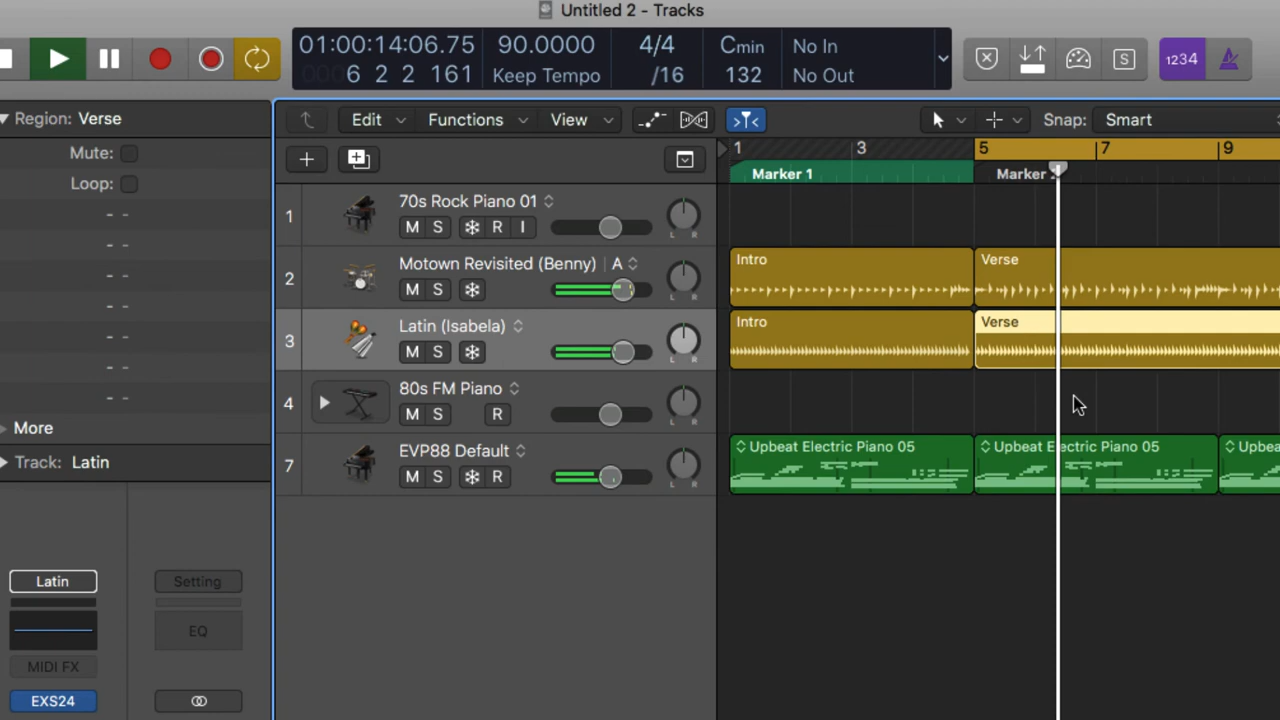 Untitled 2 - Tracks
01:00:14:06.75 90.0000 4/4 Cmin No In
0006 2 2 161 Keep Tempo /16 132 No Out
S 1234
Region: Verse
Edit Functions View Snap: Smart
Mute:
Loop:
1 3 5 7 9
Marker 1 Marker
1 70s Rock Piano 01
M S R I
L R
2 Motown Revisited (Benny) A
M S
L R
Intro Verse
3 Latin (Isabela)
M S
L R
Intro Verse
4 80s FM Piano
M S R
L R
7 EVP88 Default
M S R
L R
Upbeat Electric Piano 05 Upbeat Electric Piano 05 Upbea
More
Track: Latin
Latin Setting
EQ
MIDI FX
EXS24